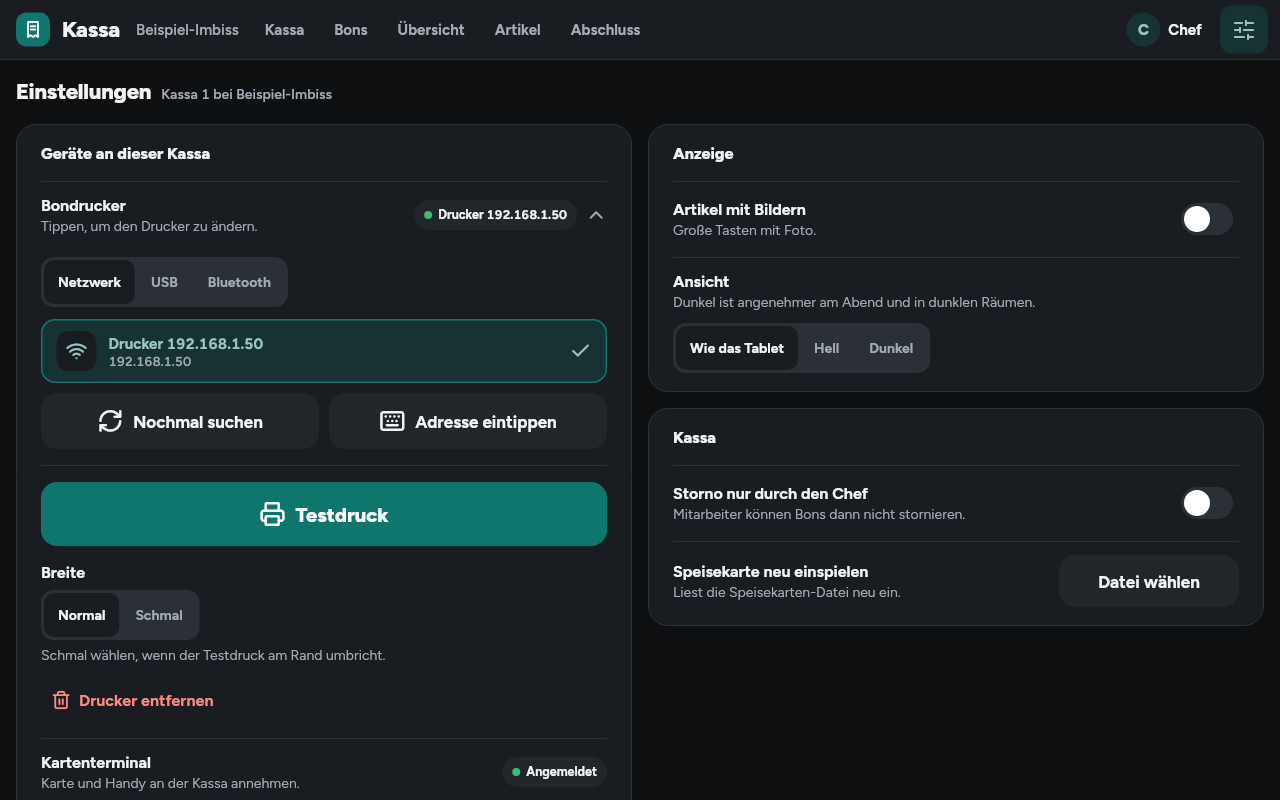 Kassa Beispiel-Imbiss Kassa Bons Übersicht Artikel Abschluss C Chef
Einstellungen Kassa 1 bei Beispiel-Imbiss
Geräte an dieser Kassa
Bondrucker
Tippen, um den Drucker zu ändern.
Drucker 192.168.1.50
Netzwerk USB Bluetooth
Drucker 192.168.1.50
192.168.1.50
Nochmal suchen Adresse eintippen
Testdruck
Breite
Normal Schmal
Schmal wählen, wenn der Testdruck am Rand umbricht.
Drucker entfernen
Kartenterminal
Karte und Handy an der Kassa annehmen.
Angemeldet
Anzeige
Artikel mit Bildern
Große Tasten mit Foto.
Ansicht
Dunkel ist angenehmer am Abend und in dunklen Räumen.
Wie das Tablet Hell Dunkel
Kassa
Storno nur durch den Chef
Mitarbeiter können Bons dann nicht stornieren.
Speisekarte neu einspielen
Liest die Speisekarten-Datei neu ein.
Datei wählen